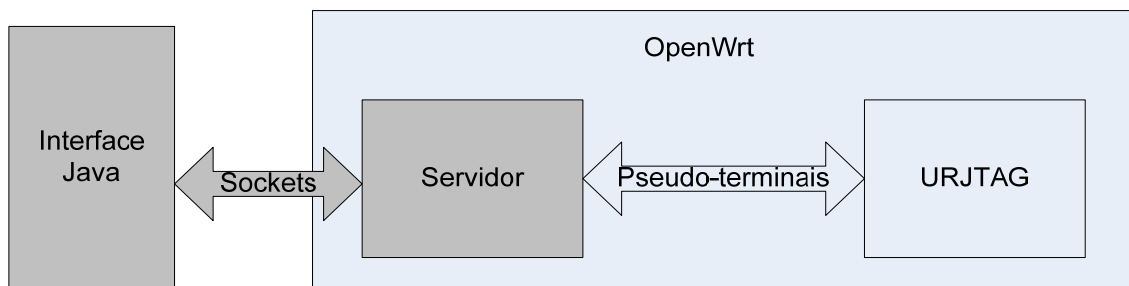 OpenWrt
Interface
Java
Sockets
Servidor
Pseudo-terminais
URJTAG